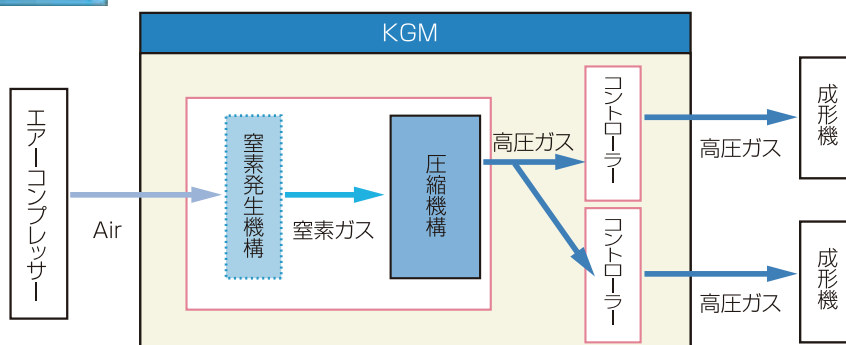 KGM
エアーコンプレッサー
Air
窒素発生機構
窒素ガス
圧縮機構
高圧ガス
コントローラー
高圧ガス
成形機
コントローラー
高圧ガス
成形機